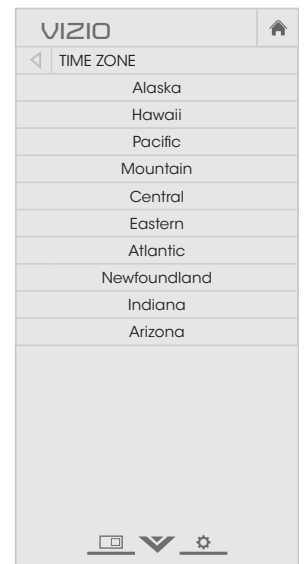 VIZIO
TIME ZONE
Alaska
Hawaii
Pacific
Mountain
Central
Eastern
Atlantic
Newfoundland
Indiana
Arizona